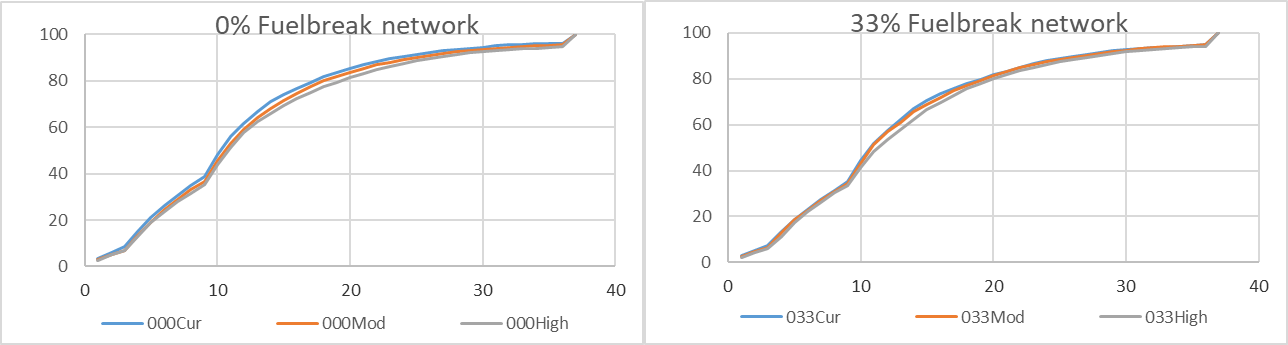 0% Fuelbreak network
100
80
60
40
20
0
0 10 20 30 40
000Cur 000Mod 000High
33% Fuelbreak network
100
80
60
40
20
0
0 10 20 30 40
033Cur 033Mod 033High